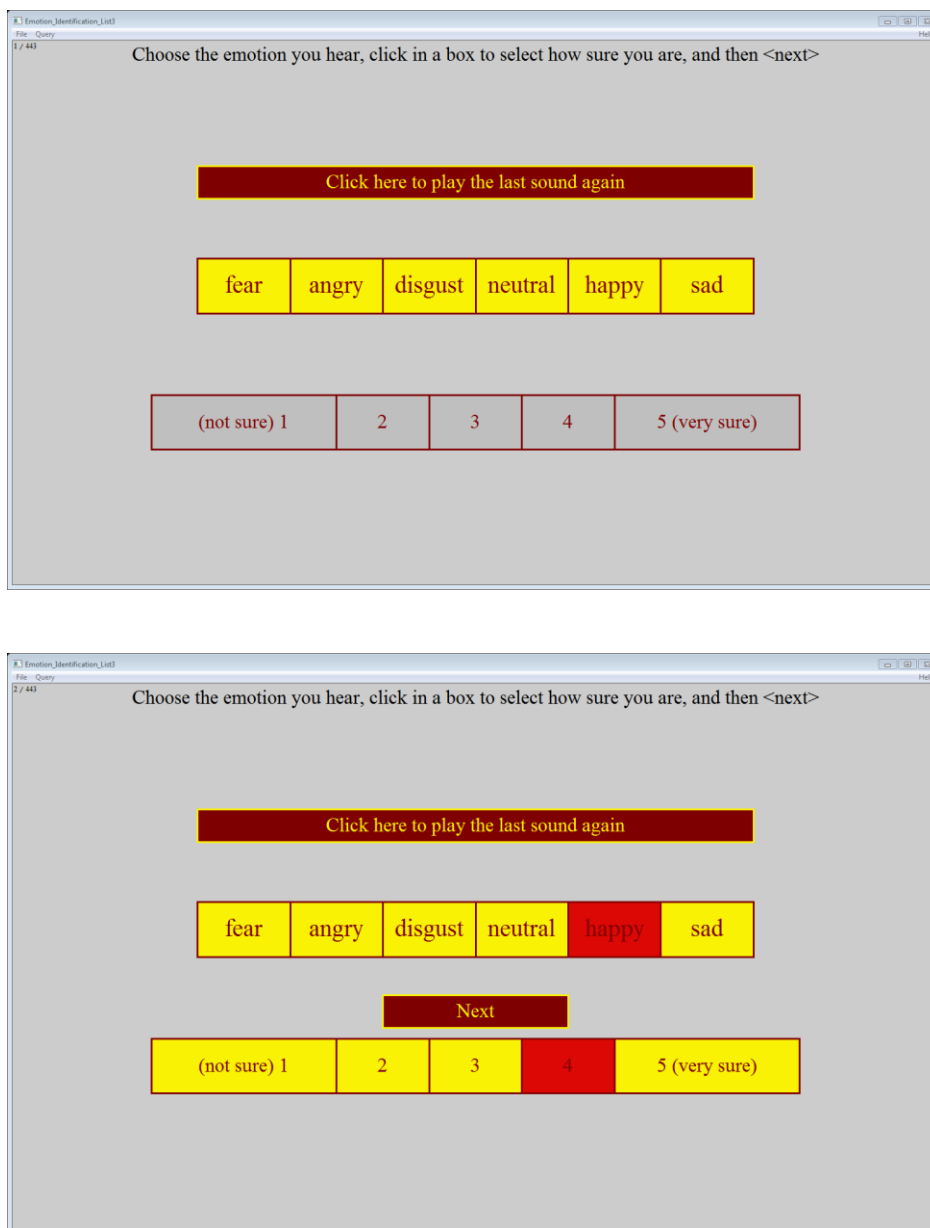 Emotion_Identification_List3
File Query Hel
1 / 443
Choose the emotion you hear, click in a box to select how sure you are, and then <next>
Click here to play the last sound again
fear angry disgust neutral happy sad
(not sure) 1 2 3 4 5 (very sure)
Emotion_Identification_List3
File Query Hel
2 / 443
Choose the emotion you hear, click in a box to select how sure you are, and then <next>
Click here to play the last sound again
fear angry disgust neutral happy sad
Next
(not sure) 1 2 3 4 5 (very sure)